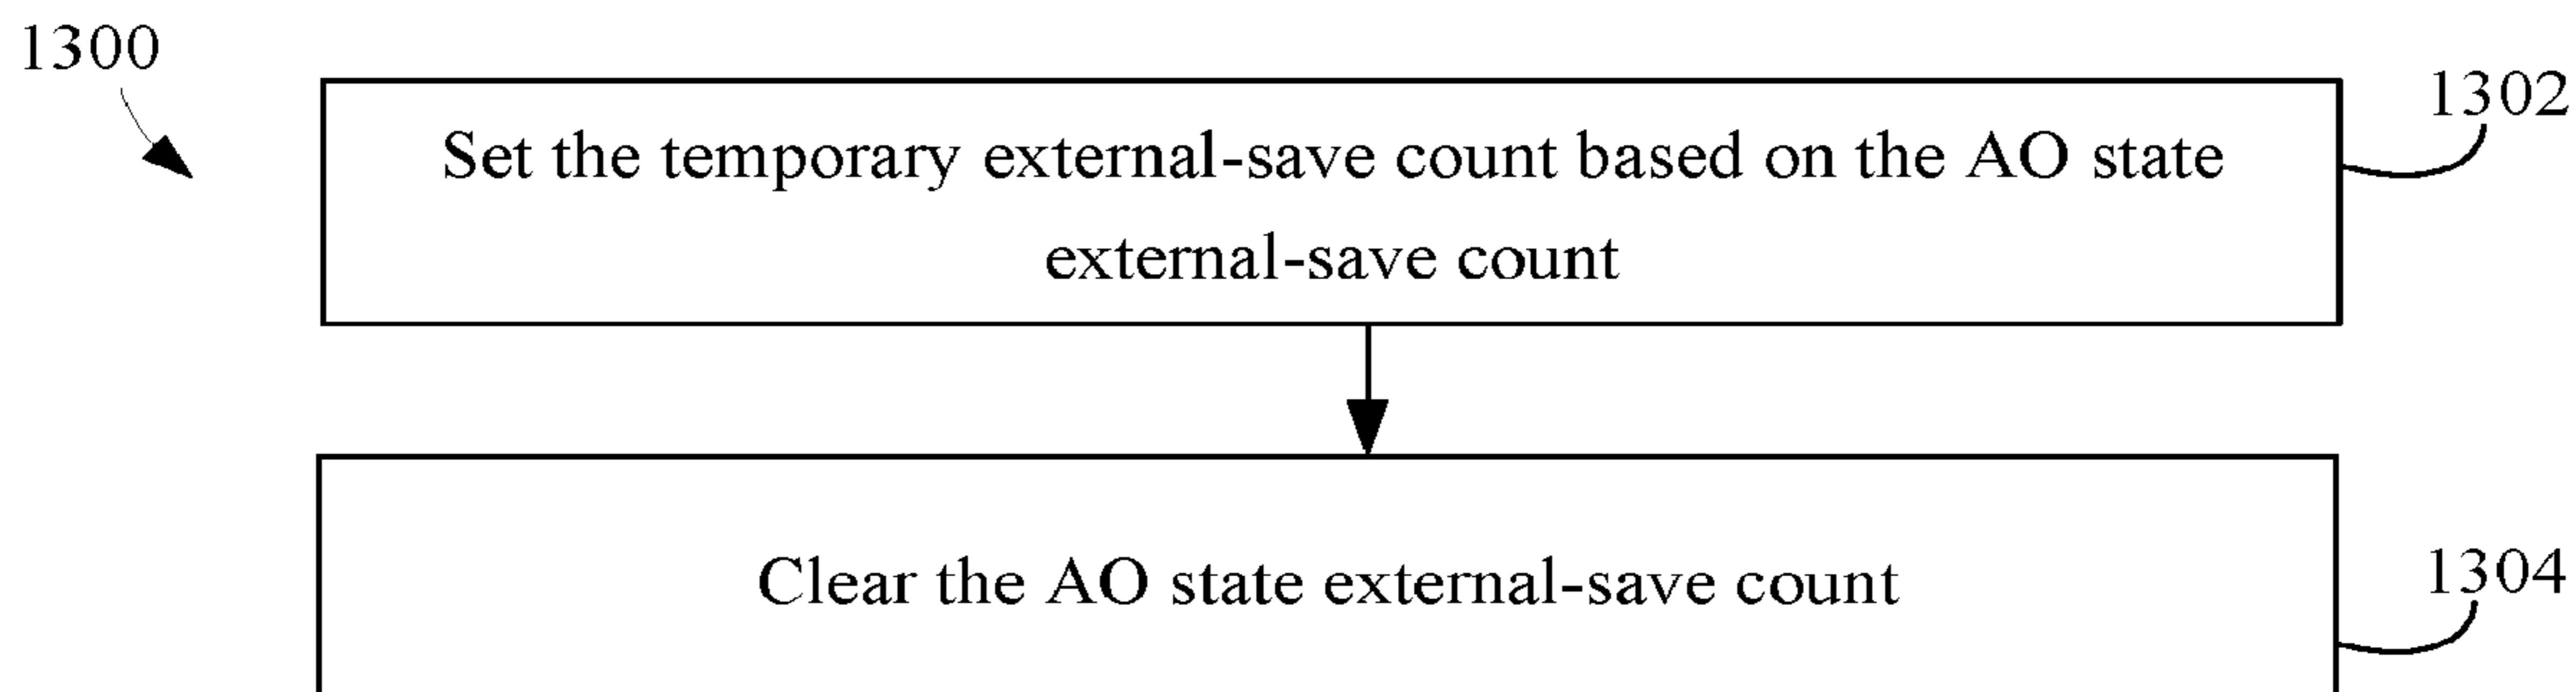 1300
1302
Set the temporary external-save count based on the AO state
external-save count
Clear the AO state external-save count
1304